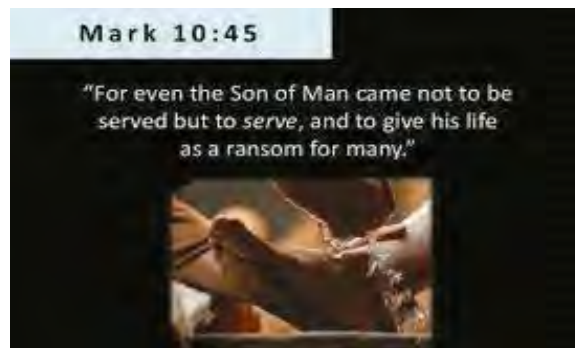 Mark 10:45
“For even the Son of Man came not to be
served but to serve, and to give his life
as a ransom for many.”